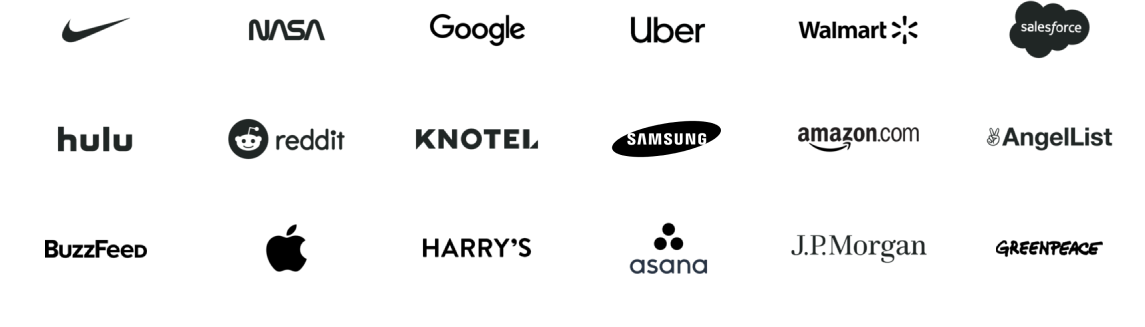 NASA
Google
Uber
Walmart
salesforce
hulu
reddit
KNOTEL
SAMSUNG
amazon.com
AngelList
BuzzFeed
HARRY'S
asana
J.P.Morgan
GREENPEACE